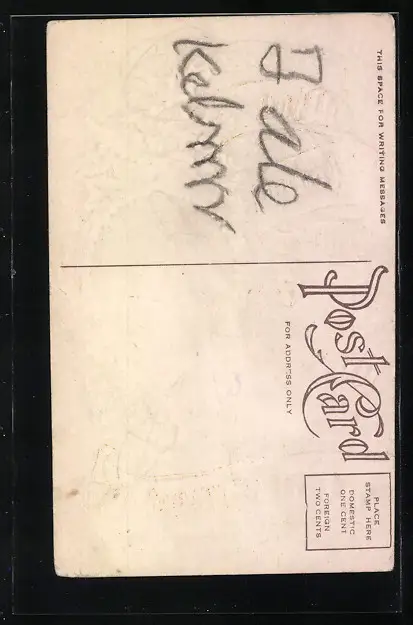 THIS SPACE FOR WRITING MESSAGES
Post Card
FOR ADDRESS ONLY
PLACE
STAMP HERE
DOMESTIC
ONE CENT
FOREIGN
TWO CENTS